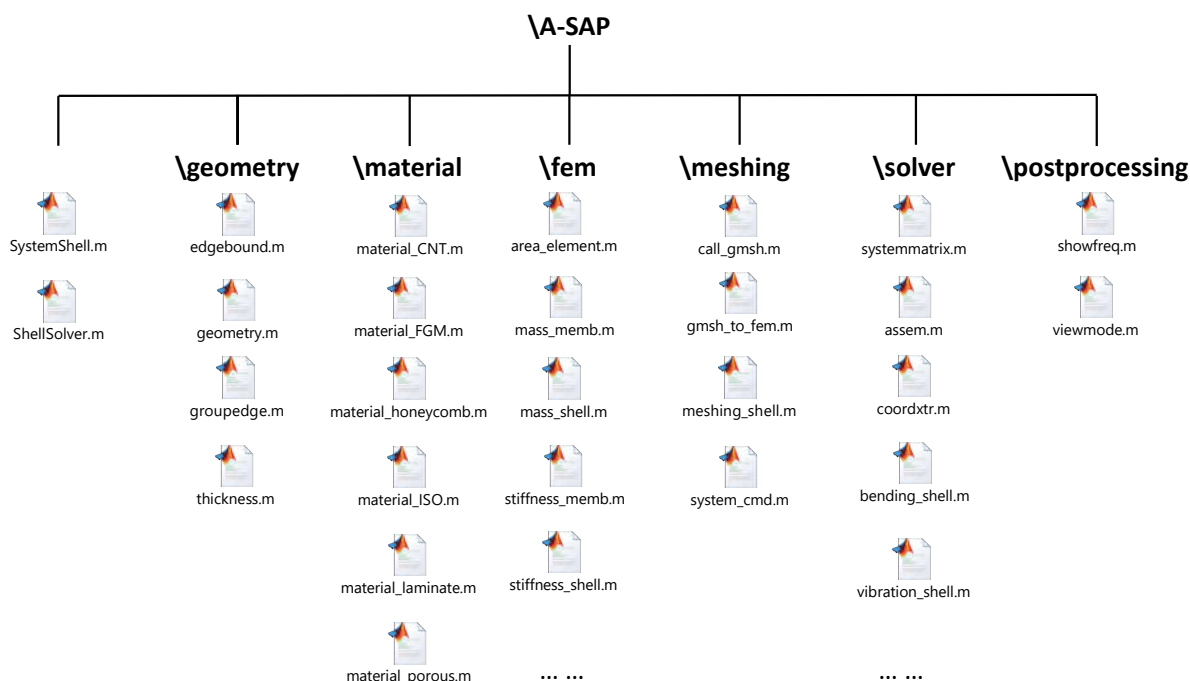 \A-SAP
\geometry
\material
\fem
\meshing
\solver
\postprocessing
SystemShell.m
edgebound.m
material_CNT.m
area_element.m
call_gmsh.m
systemmatrix.m
showfreq.m
ShellSolver.m
geometry.m
material_FGM.m
mass_memb.m
gmsh_to_fem.m
assem.m
viewmode.m
groupedge.m
material_honeycomb.m
mass_shell.m
meshing_shell.m
coordxtr.m
thickness.m
material_ISO.m
stiffness_memb.m
system_cmd.m
bending_shell.m
material_laminate.m
stiffness_shell.m
vibration_shell.m
material_porous.m
... ...
... ...